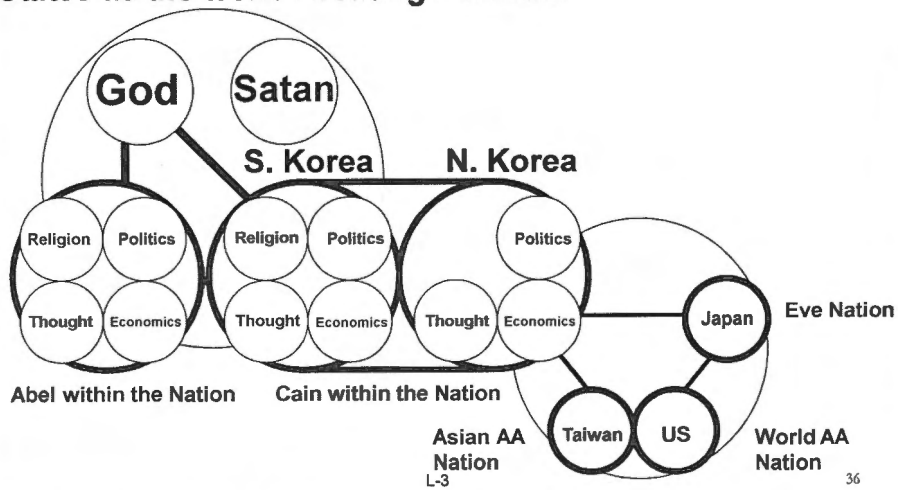 God
Satan
S. Korea
N. Korea
Religion
Politics
Religion
Politics
Politics
Thought
Economics
Thought
Economics
Thought
Economics
Japan
Eve Nation
Abel within the Nation
Cain within the Nation
Asian AA
Nation
Taiwan
US
World AA
Nation
L-3
36